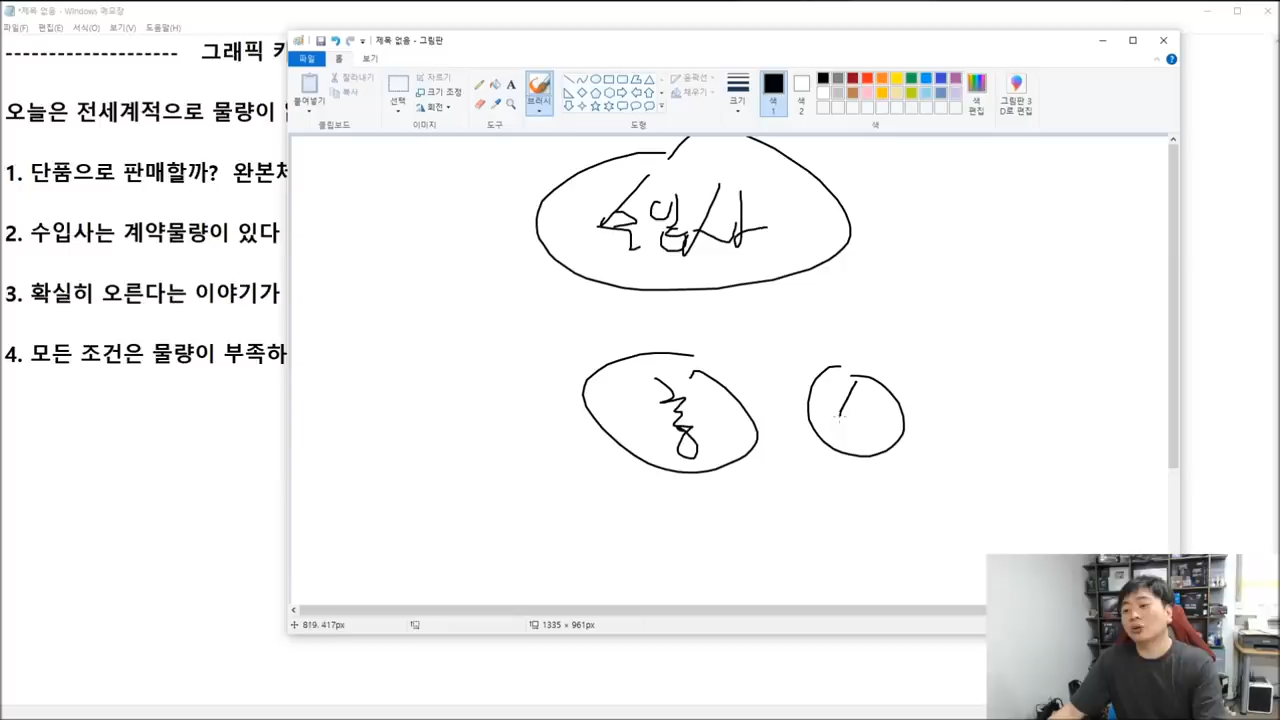 *제목 없음 - Windows 메모장
파일(F) 편집(E) 서식(O) 보기(V) 도움말(H)
-------------------- 그래픽
오늘은 전세계적으로 물량이
1. 단품으로 판매할까? 완본체
2. 수입사는 계약물량이 있다
3. 확실히 오른다는 이야기가
4. 모든 조건은 물량이 부족하
제목 없음 - 그림판
파일 홈 보기
붙여넣기 잘라내기 복사 클립보드
선택 자르기 크기 조정 회전 이미지
A 도구
브러시
윤곽선 채우기 도형
크기
색 1 색 2 색 편집 색
그림판 3D로 편집
수입사
총
819, 417px 1335 × 961px